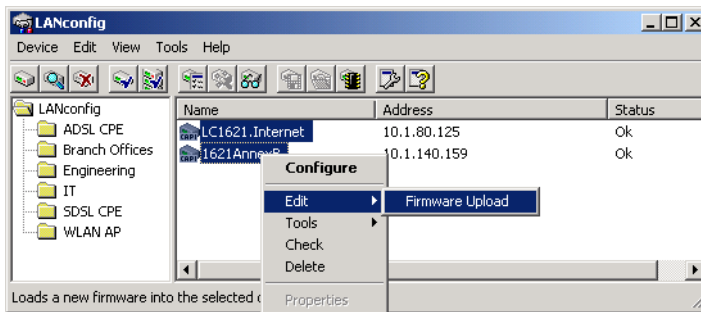 LANconfig
Device Edit View Tools Help
LANconfig
ADSL CPE
Branch Offices
Engineering
IT
SDSL CPE
WLAN AP
Name Address Status
LC1621.Internet 10.1.80.125 Ok
1621AnnexB 10.1.140.159 Ok
Configure
Edit
Firmware Upload
Tools
Check
Delete
Properties
Loads a new firmware into the selected